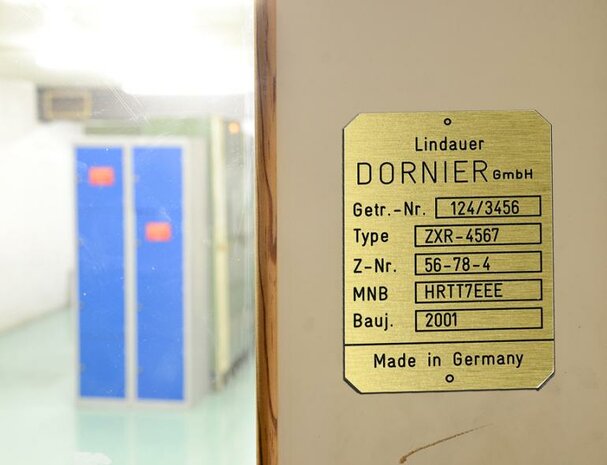 Lindauer
DORNIER GmbH
Getr.-Nr. 124/3456
Type ZXR-4567
Z-Nr. 56-78-4
MNB HRTT7EEE
Bauj. 2001
Made in Germany